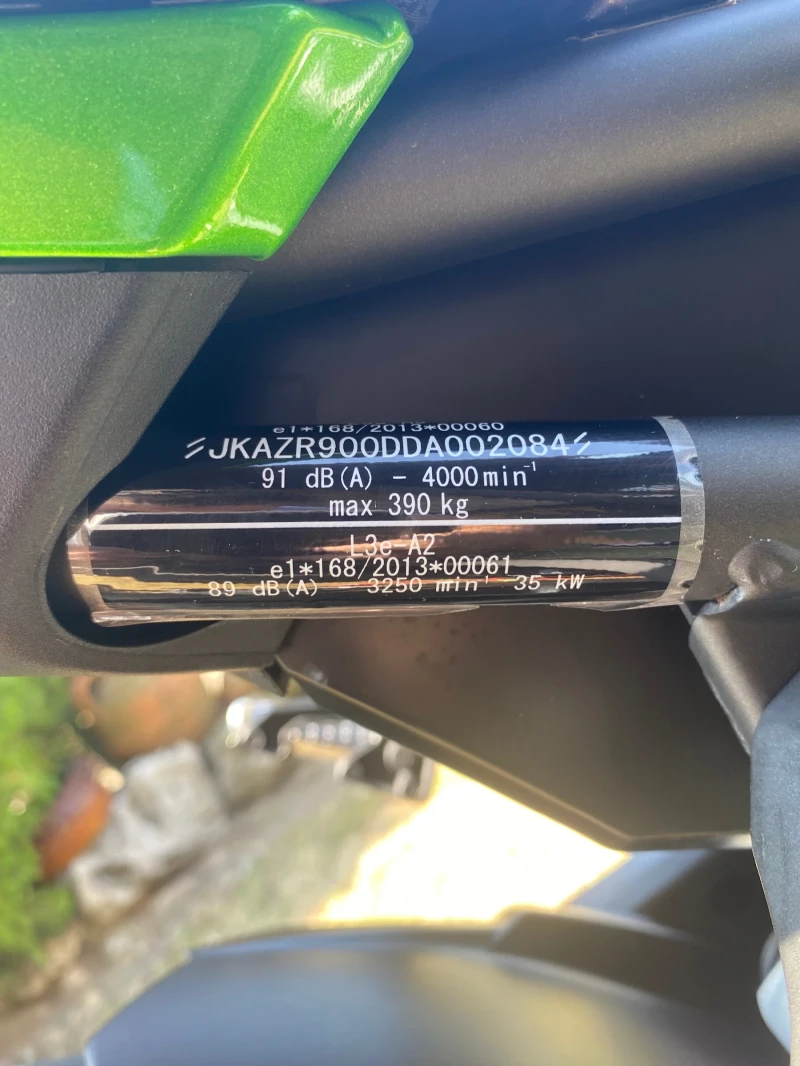 e1*168/2013*00060
〃JKAZR900DDA002084〃
91 dB(A) - 4000min⁻¹
max 390 kg
L3e-A2
e1*168/2013*00061
89 dB(A) - 3250 min⁻¹ 35 kW